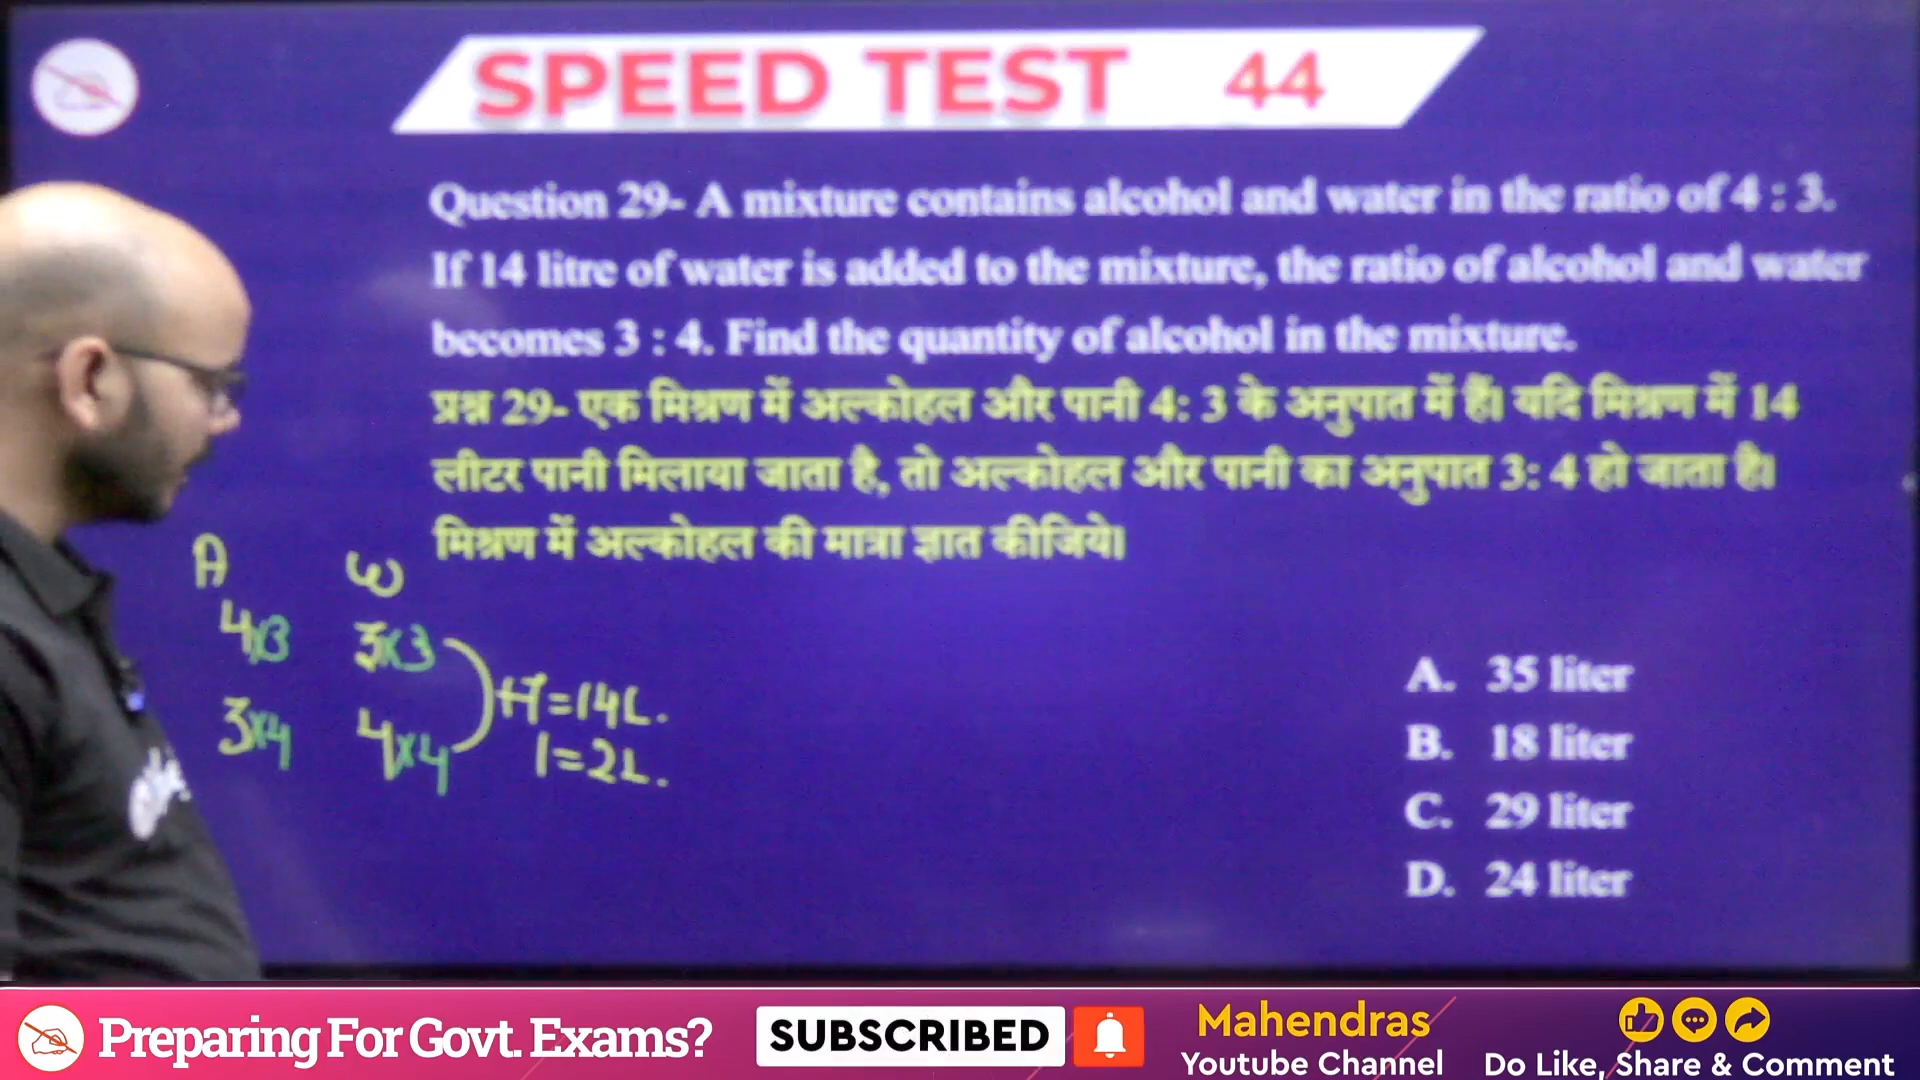 SPEED TEST 44
Question 29- A mixture contains alcohol and water in the ratio of 4 : 3.
If 14 litre of water is added to the mixture, the ratio of alcohol and water
becomes 3 : 4. Find the quantity of alcohol in the mixture.
प्रश्न 29- एक मिश्रण में अल्कोहल और पानी 4: 3 के अनुपात में हैं। यदि मिश्रण में 14
लीटर पानी मिलाया जाता है, तो अल्कोहल और पानी का अनुपात 3: 4 हो जाता है।
मिश्रण में अल्कोहल की मात्रा ज्ञात कीजिये।
A W
4x3 3x3
+7=14L.
3x4 4x4
1=2L.
A. 35 liter
B. 18 liter
C. 29 liter
D. 24 liter
Preparing For Govt. Exams?
SUBSCRIBED
Mahendras
Youtube Channel
Do Like, Share & Comment